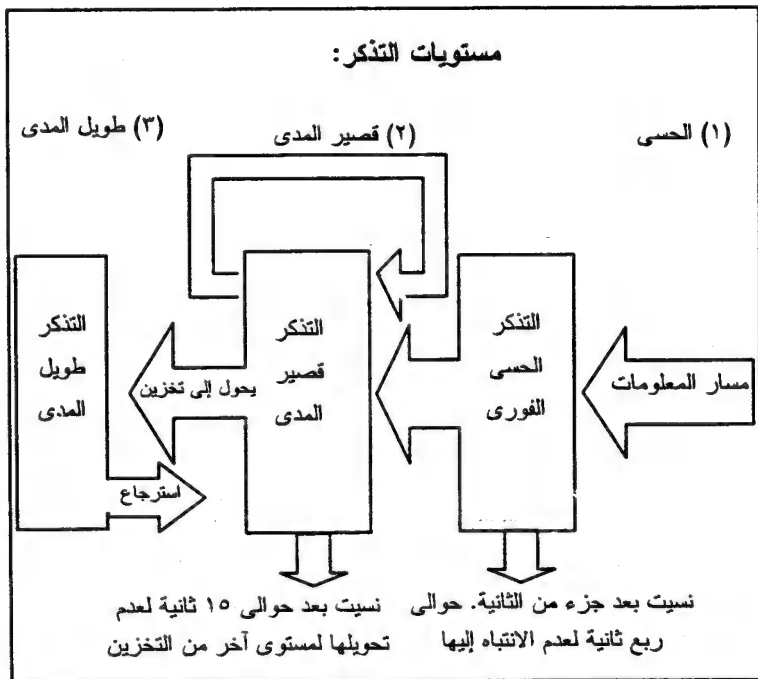 مستويات التذكر:
(١) الحسى
(٢) قصير المدى
(٣) طويل المدى
مسار المعلومات
التذكر
الحسى
الفورى
التذكر
قصير
المدى
يحول إلى تخزين
التذكر
طويل
المدى
استرجاع
نسيت بعد جزء من الثانية. حوالى
ربع ثانية لعدم الانتباه إليها
نسيت بعد حوالى ١٥ ثانية لعدم
تحويلها لمستوى آخر من التخزين